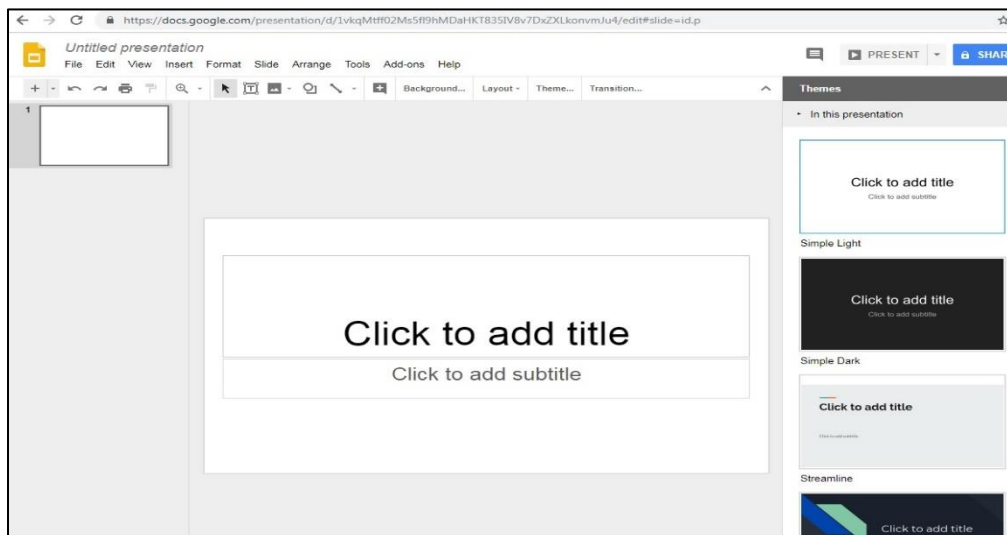 https://docs.google.com/presentation/d/1vkqMtff02Ms5fI9hMDaHKT835IV8v7DxZXLkonvmJu4/edit#slide=id.p
Untitled presentation
File Edit View Insert Format Slide Arrange Tools Add-ons Help
PRESENT
SHAR
Background... Layout Theme... Transition...
Themes
In this presentation
1
Click to add title
Click to add subtitle
Click to add title
Click to add subtitle
Simple Light
Click to add title
Click to add subtitle
Simple Dark
Click to add title
Streamline
Click to add title